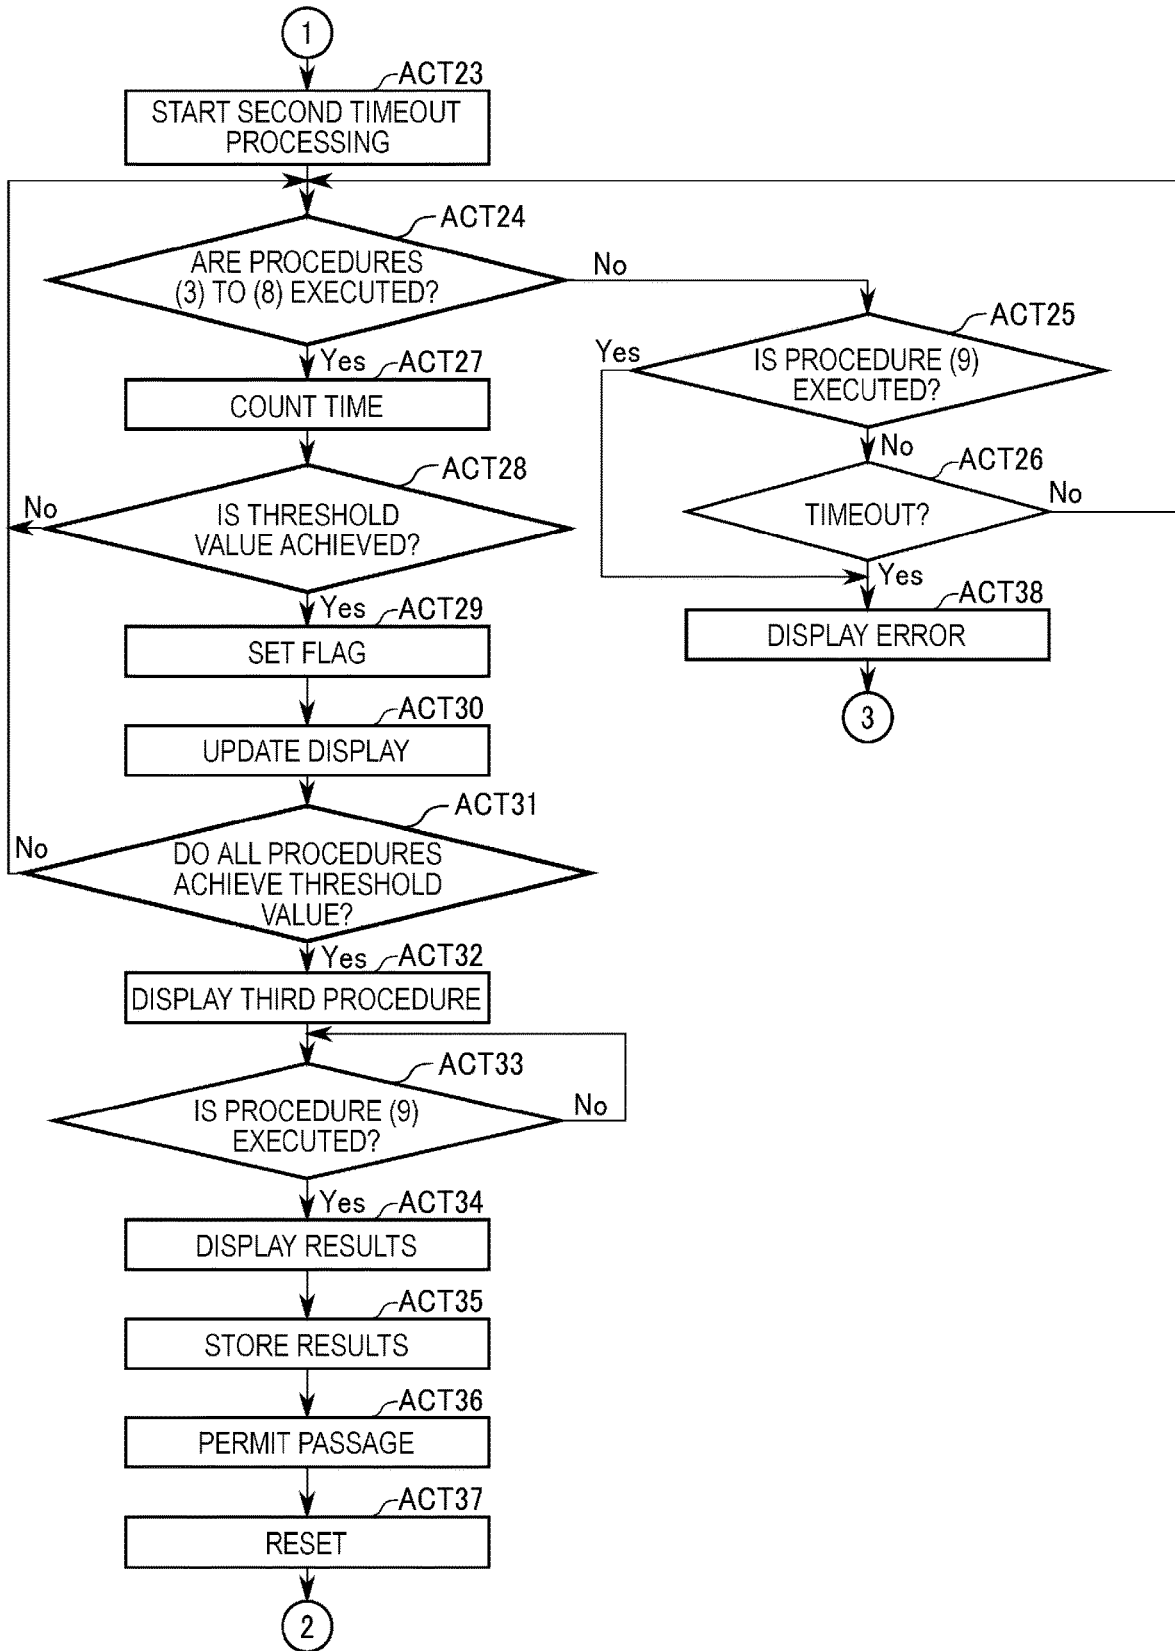 1
ACT23
START SECOND TIMEOUT
PROCESSING
ACT24
ARE PROCEDURES
(3) TO (8) EXECUTED?
No
Yes
ACT25
IS PROCEDURE (9)
EXECUTED?
Yes
No
ACT26
TIMEOUT?
No
Yes
ACT38
DISPLAY ERROR
3
ACT27
COUNT TIME
ACT28
IS THRESHOLD
VALUE ACHIEVED?
No
Yes
ACT29
SET FLAG
ACT30
UPDATE DISPLAY
ACT31
DO ALL PROCEDURES
ACHIEVE THRESHOLD
VALUE?
No
Yes
ACT32
DISPLAY THIRD PROCEDURE
ACT33
IS PROCEDURE (9)
EXECUTED?
No
Yes
ACT34
DISPLAY RESULTS
ACT35
STORE RESULTS
ACT36
PERMIT PASSAGE
ACT37
RESET
2